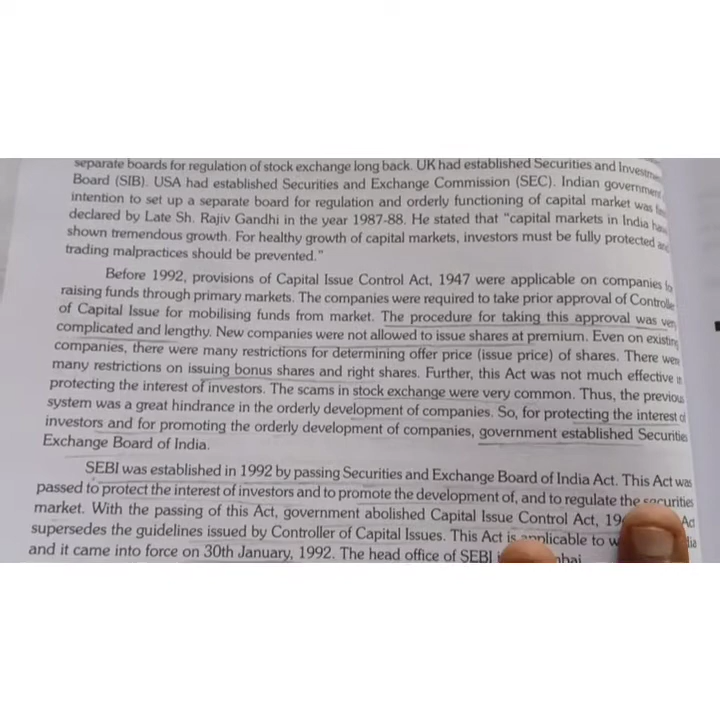 separate boards for regulation of stock exchange long back. UK had established Securities and
Board (SIB). USA had established Securities and Exchange Commission (SEC). Indian government
intention to set up a separate board for regulation and orderly functioning of capital market was
declared by Late Sh. Rajiv Gandhi in the year 1987-88. He stated that "capital markets in India
shown tremendous growth. For healthy growth of capital markets, investors must be fully protected
trading malpractices should be prevented."
Before 1992, provisions of Capital Issue Control Act, 1947 were applicable on companies
raising funds through primary markets. The companies were required to take prior approval of
of Capital Issue for mobilising funds from market. The procedure for taking this approval was
complicated and lengthy. New companies were not allowed to issue shares at premium. Even on existing
companies, there were many restrictions for determining offer price (issue price) of shares. There
many restrictions on issuing bonus shares and right shares. Further, this Act was not much effective in
protecting the interest of investors. The scams in stock exchange were very common. Thus, the previous
system was a great hindrance in the orderly development of companies. So, for protecting the interest of
investors and for promoting the orderly development of companies, government established Securities
Exchange Board of India.
SEBI was established in 1992 by passing Securities and Exchange Board of India Act. This Act was
passed to protect the interest of investors and to promote the development of, and to regulate the securities
market. With the passing of this Act, government abolished Capital Issue Control Act, Act
supersedes the guidelines issued by Controller of Capital Issues. This Act is applicable to
and it came into force on 30th January, 1992. The head office of SEBI